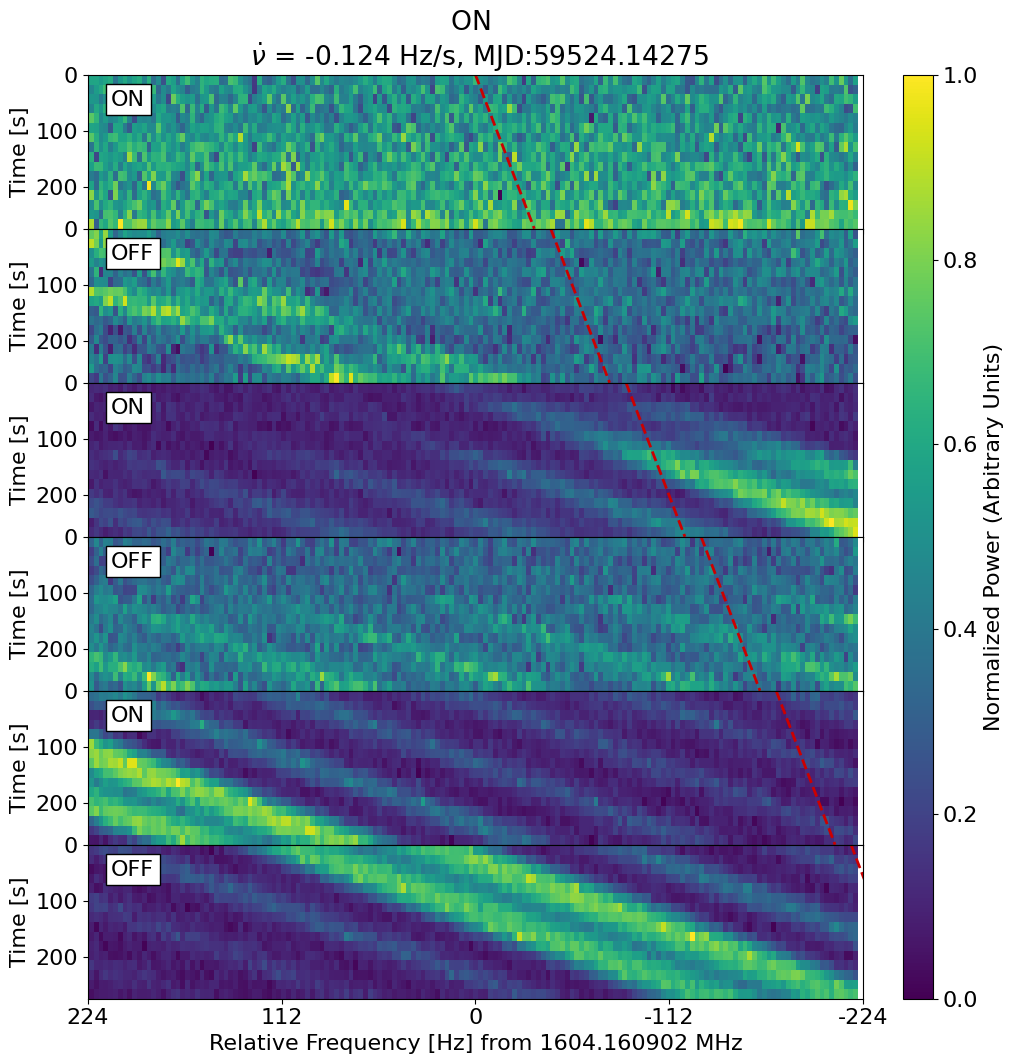 ON
ν̇ = -0.124 Hz/s, MJD:59524.14275
0
100
200
Time [s]
ON
0
100
200
Time [s]
OFF
0
100
200
Time [s]
ON
0
100
200
Time [s]
OFF
0
100
200
Time [s]
ON
0
100
200
Time [s]
OFF
224 112 0 -112 -224
Relative Frequency [Hz] from 1604.160902 MHz
1.0
0.8
0.6
0.4
0.2
0.0
Normalized Power (Arbitrary Units)